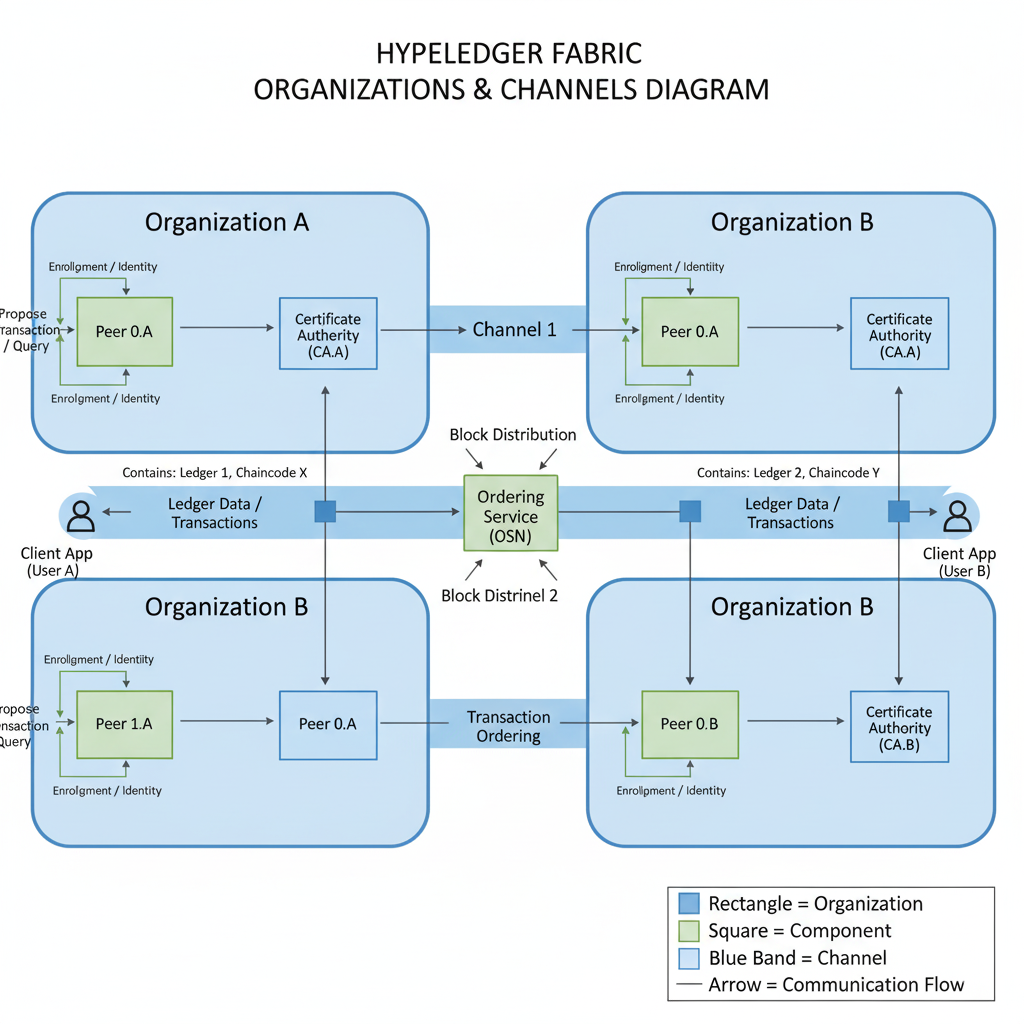 HYPELEDGER FABRIC
ORGANIZATIONS & CHANNELS DIAGRAM
Organization A
Enrollgment / Identity
Propose
Transaction
/ Query
Peer 0.A
Certificate
Authority
(CA.A)
Enrolgment / Identity
Channel 1
Organization B
Enroligment / Identiity
Peer 0.A
Certificate
Authority
(CA.A)
Enrollgment / Identity
Block Distribution
Contains: Ledger 1, Chaincode X
Contains: Ledger 2, Chaincode Y
Ledger Data /
Transactions
Ordering
Service
(OSN)
Ledger Data /
Transactions
Client App
(User A)
Client App
(User B)
Block Distrinel 2
Organization B
Enrollgment / Identiity
ropose
nsaction
Query
Peer 1.A
Peer 0.A
Enrolgment / Identity
Transaction
Ordering
Organization B
Peer 0.B
Certificate
Authority
(CA.B)
Enrollgment / Identity
Rectangle = Organization
Square = Component
Blue Band = Channel
Arrow = Communication Flow